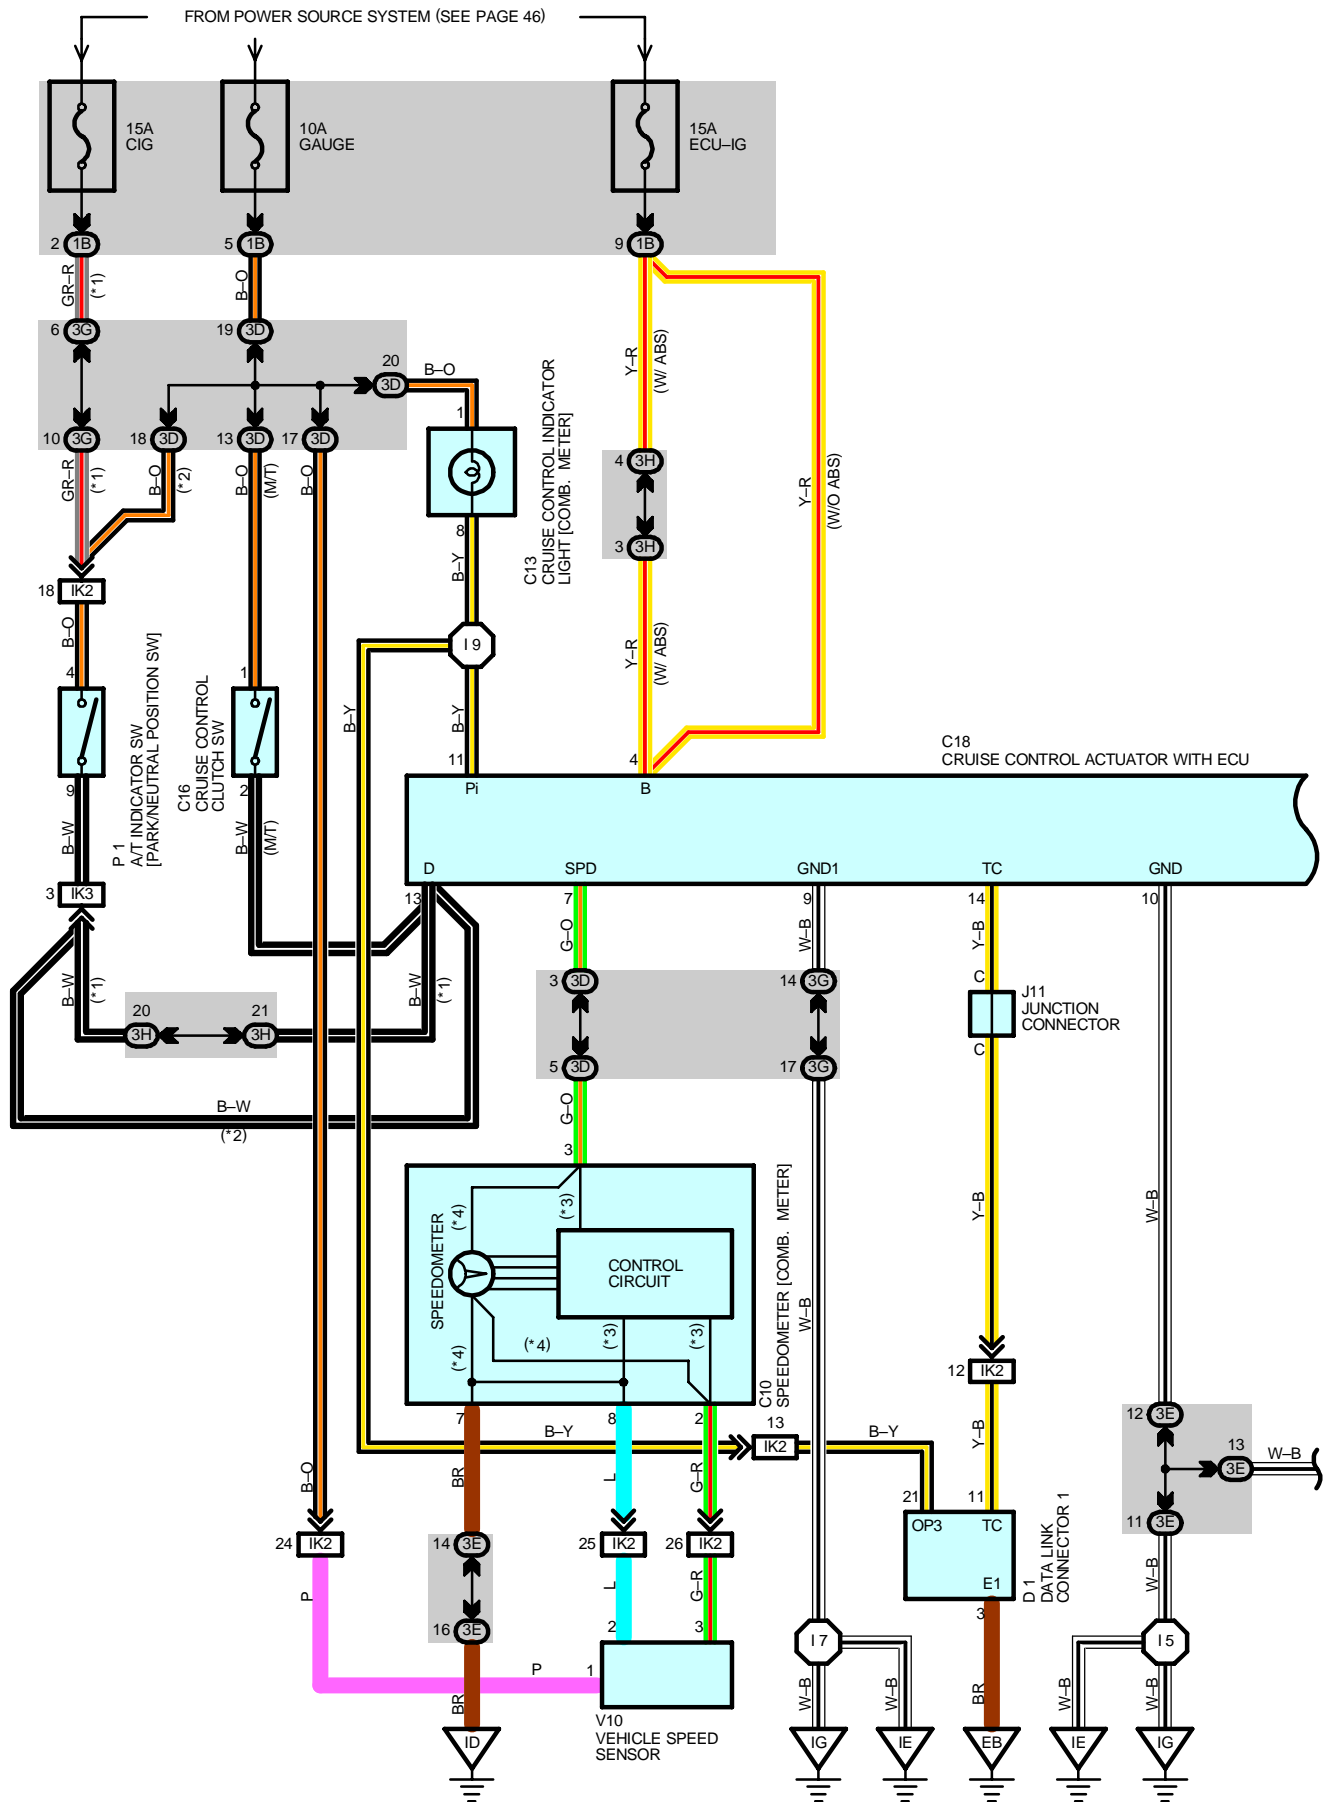 FROM POWER SOURCE SYSTEM (SEE PAGE 46)
15A
CIG
10A
GAUGE
15A
ECU–IG
2 1B
5 1B
9 1B
GR–R
(*1)
B–O
6 3G
19 3D
20
3D
B–O
Y–R
(W/ ABS)
Y–R
(W/O ABS)
10 3G
18 3D
13 3D
17 3D
1
C13
CRUISE CONTROL INDICATOR
LIGHT [COMB. METER]
GR–R
(*1)
B–O
(*2)
B–O
(M/T)
B–O
4 3H
3 3H
8
B–Y
18 IK2
B–O
I 9
Y–R
(W/ ABS)
4
1
P 1
A/T INDICATOR SW
[PARK/NEUTRAL POSITION SW]
C16
CRUISE CONTROL
CLUTCH SW
B–Y
B–Y
11
4
C18
CRUISE CONTROL ACTUATOR WITH ECU
9
2
Pi
B
B–W
B–W
(M/T)
D
SPD
GND1
TC
GND
3 IK3
13
7
9
14
10
G–O
W–B
Y–B
B–W
(*1)
B–W
(*1)
3 3D
14 3G
C
J11
JUNCTION
CONNECTOR
C
20
3H
21
3H
5 3D
17 3G
B–W
(*2)
G–O
3
Y–B
W–B
(*4)
(*3)
SPEEDOMETER
CONTROL
CIRCUIT
C10
SPEEDOMETER [COMB. METER]
W–B
(*4)
(*4)
(*3)
(*3)
12 IK2
7
8
2
B–Y
13
IK2
B–Y
Y–B
12 3E
13
3E
W–B
B–O
BR
L
G–R
21
11
11 3E
OP3
TC
E1
D 1
DATA LINK
CONNECTOR 1
24 IK2
14 3E
25 IK2
26 IK2
P
L
G–R
W–B
3
16 3E
2
3
I 7
I 5
P
1
BR
W–B
W–B
BR
W–B
W–B
V10
VEHICLE SPEED
SENSOR
ID
IG
IE
EB
IE
IG